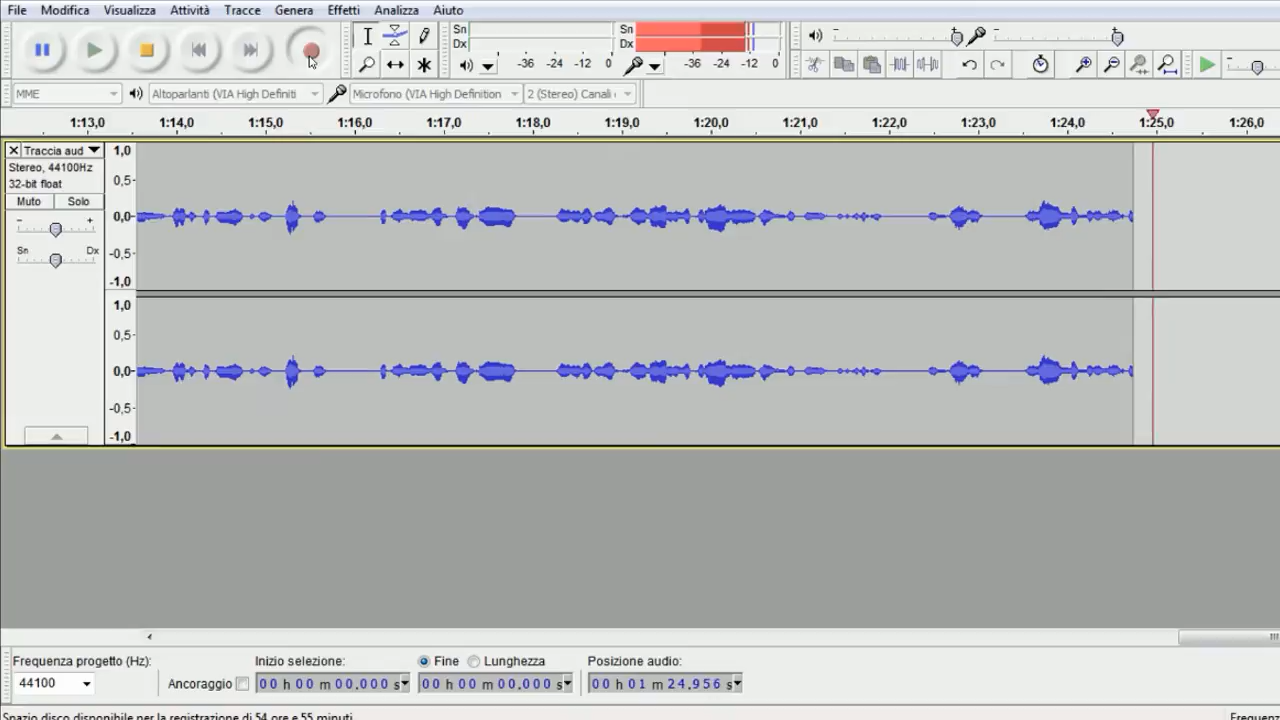 File Modifica Visualizza Attività Tracce Genera Effetti Analizza Aiuto
Sn
Dx
-36 -24 -12 0
Sn
Dx
-36 -24 -12 0
MME Altoparlanti (VIA High Definiti Microfono (VIA High Definition 2 (Stereo) Canali
1:13,0 1:14,0 1:15,0 1:16,0 1:17,0 1:18,0 1:19,0 1:20,0 1:21,0 1:22,0 1:23,0 1:24,0 1:25,0 1:26,0
Traccia aud
Stereo, 44100Hz
32-bit float
Muto Solo
- +
Sn Dx
1,0
0,5-
0,0-
-0,5-
-1,0
1,0
0,5-
0,0-
-0,5-
-1,0
Frequenza progetto (Hz): Inizio selezione: Fine Lunghezza Posizione audio:
44100 Ancoraggio 00 h 00 m 00.000 s 00 h 00 m 00.000 s 00 h 01 m 24.956 s
Spazio disco disponibile per la registrazione di 54 ore e 55 minuti Frequenz